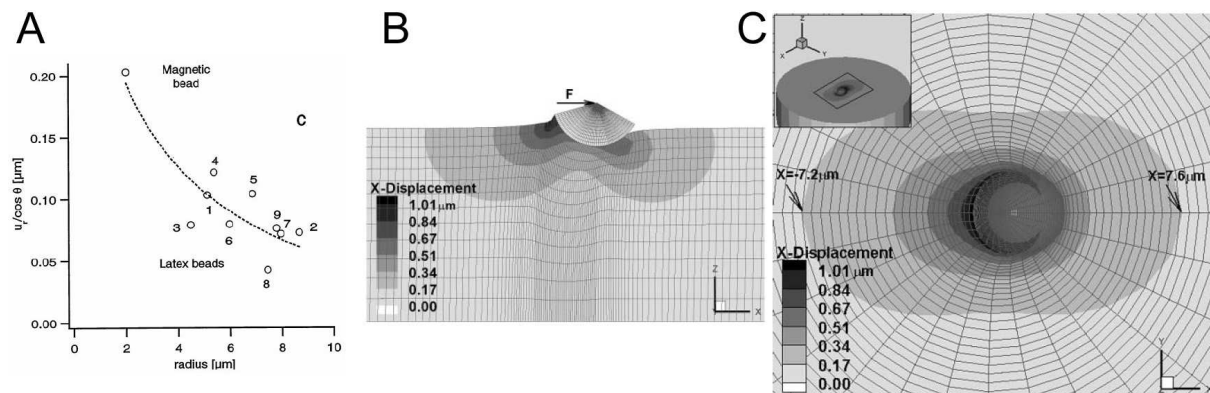 A
Magnetic
bead
C
0.20
0.15
0.10
0.05
0.00
u_r/cos θ [μm]
4
5
1
3
6
9
7
2
8
Latex beads
0
2
4
6
8
10
radius [μm]
B
F
X-Displacement
1.01 μm
0.84
0.67
0.51
0.34
0.17
0.00
Z
X
C
Z
X
Y
X=-7.2μm
X=7.6μm
X-Displacement
1.01 μm
0.84
0.67
0.51
0.34
0.17
0.00
Y
X